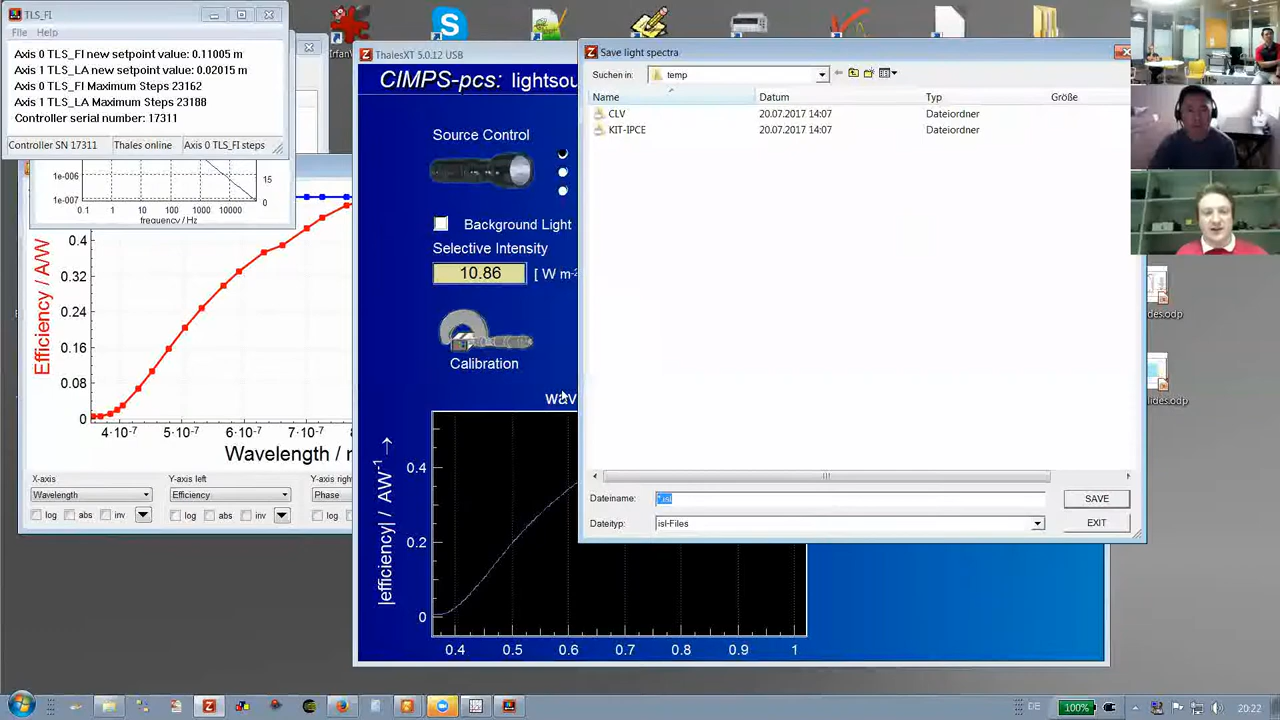 TLS_FI
File Help
Axis 0 TLS_FI new setpoint value: 0.11005 m
Axis 1 TLS_LA new setpoint value: 0.02015 m
Axis 0 TLS_FI Maximum Steps 23162
Axis 1 TLS_LA Maximum Steps 23188
Controller serial number: 17311
Controller SN 17311 Thales online Axis 0 TLS_FI steps
1e-006
1e-007
15
0
0.1 1 10 100 1000 10000
frequency / Hz
Efficiency / A/W
0.4
0.32
0.24
0.16
0.08
0
4·10⁻⁷ 5·10⁻⁷ 6·10⁻⁷ 7·10⁻⁷
Wavelength / 
X-axis Y-axis left Y-axis right
Wavelength Efficiency Phase
log abs inv log abs inv log
ThalesXT 5.0.12 USB
CIMPS-pcs: lightsou
Source Control
Background Light
Selective Intensity
10.86 [ W m⁻²
Calibration
wav
|efficiency| / AW⁻¹ →
0.4
0.2
0
0.4 0.5 0.6 0.7 0.8 0.9 1
Save light spectra
Suchen in: temp
Name Datum Typ Größe
CLV 20.07.2017 14:07 Dateiordner
KIT-IPCE 20.07.2017 14:07 Dateiordner
Dateiname: *.isl SAVE
Dateityp: isl-Files EXIT
lides.odp
DE 100% 20:22